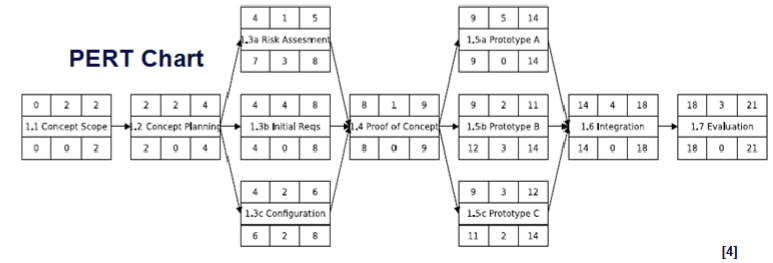 PERT Chart
4 1 5
1.3a Risk Assesment
7 3 8
9 5 14
1.5a Prototype A
9 0 14
0 2 2
1.1 Concept Scope
0 0 2
2 2 4
1.2 Concept Planning
2 0 4
4 4 8
1.3b Initial Reqs
4 0 8
8 1 9
1.4 Proof of Concept
8 0 9
9 2 11
1.5b Prototype B
12 3 14
14 4 18
1.6 Integration
14 0 18
18 3 21
1.7 Evaluation
18 0 21
4 2 6
1.3c Configuration
6 2 8
9 3 12
1.5c Prototype C
11 2 14
[4]